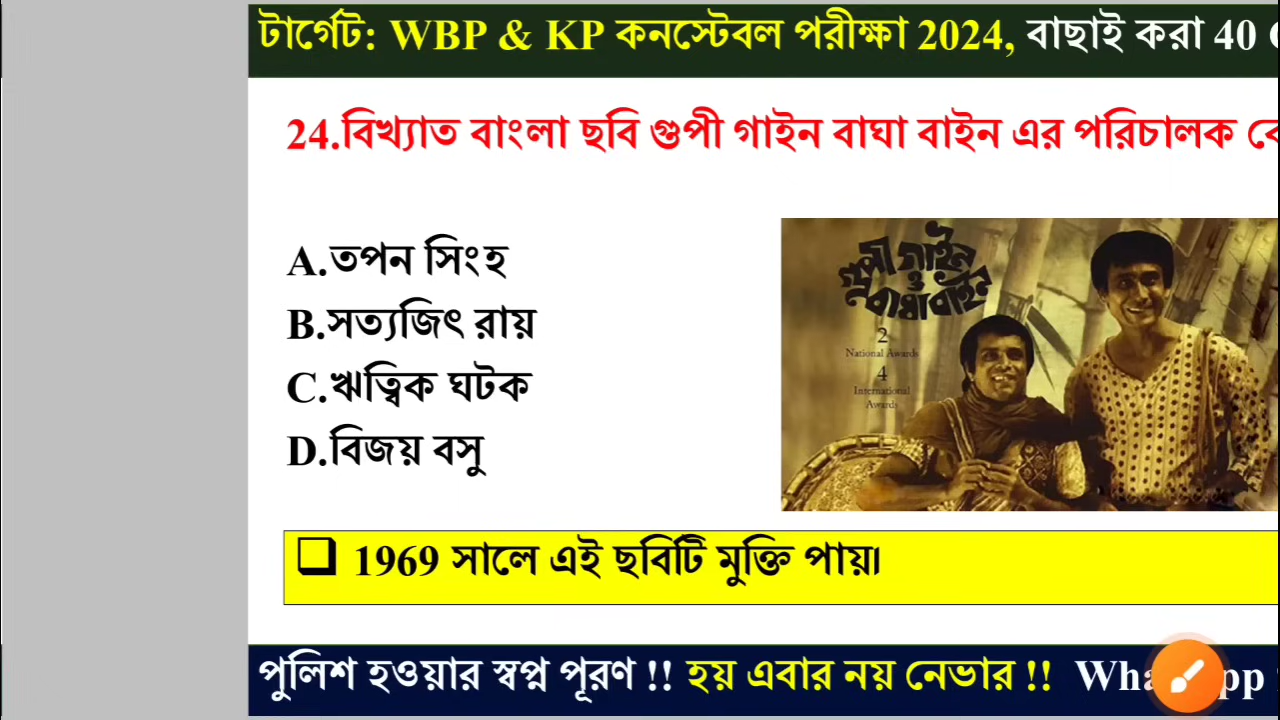 টার্গেট: WBP & KP কনস্টেবল পরীক্ষা 2024, বাছাই করা 40
24.বিখ্যাত বাংলা ছবি গুপী গাইন বাঘা বাইন এর পরিচালক
A.তপন সিংহ
B.সত্যজিৎ রায়
C.ঋত্বিক ঘটক
D.বিজয় বসু
গুপী গাইন
ও
বাঘা বাইন
2
National Awards
4
International
Awards
❑ 1969 সালে এই ছবিটি মুক্তি পায়।
পুলিশ হওয়ার স্বপ্ন পূরণ !! হয় এবার নয় নেভার !!